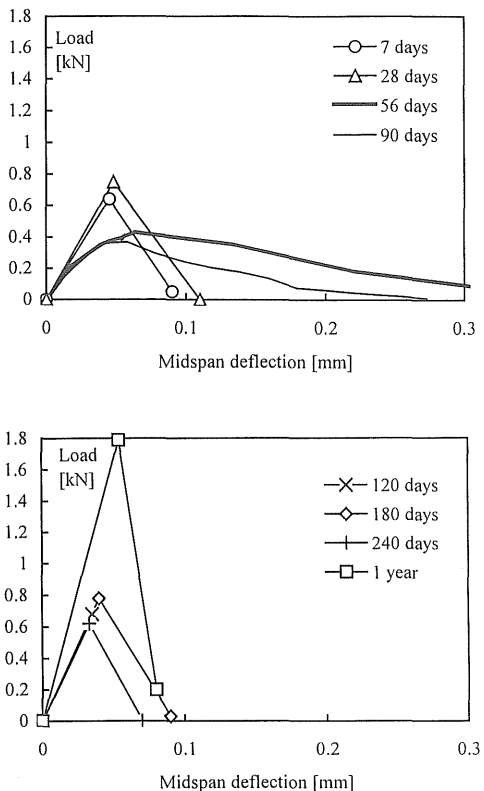 1.8
Load
[kN]
1.6
1.4
1.2
1
0.8
0.6
0.4
0.2
0
7 days
28 days
56 days
90 days
0 0.1 0.2 0.3
Midspan deflection [mm]
1.8
Load
[kN]
1.6
1.4
1.2
1
0.8
0.6
0.4
0.2
0
120 days
180 days
240 days
1 year
0 0.1 0.2 0.3
Midspan deflection [mm]